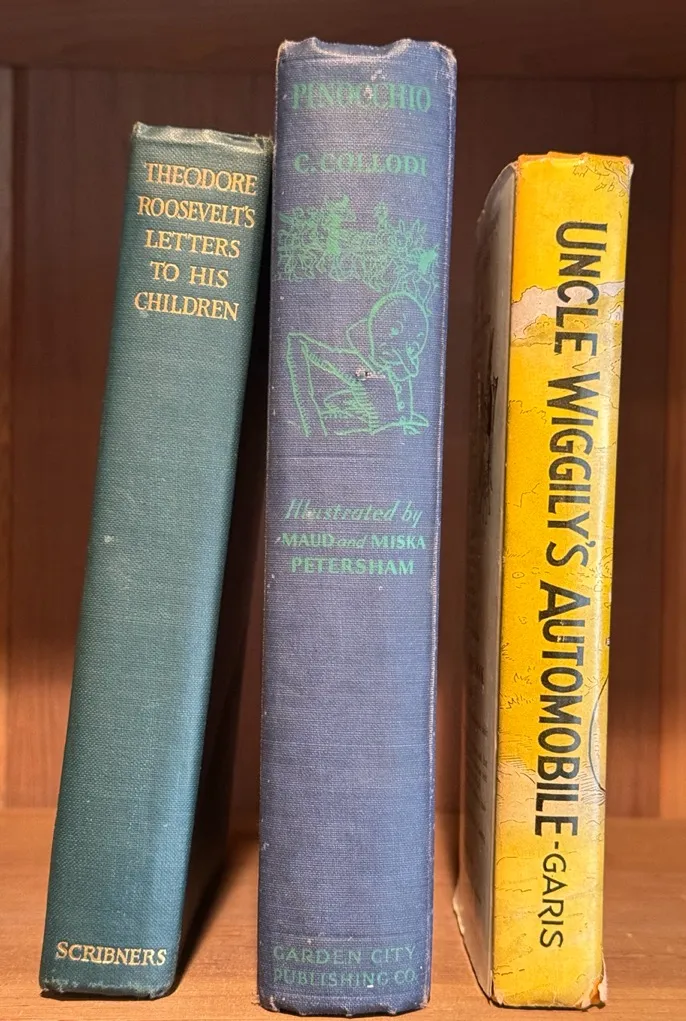 THEODORE
ROOSEVELT'S
LETTERS
TO HIS
CHILDREN
SCRIBNERS
PINOCCHIO
C. COLLODI
Illustrated by
MAUD and MISKA
PETERSHAM
GARDEN CITY
PUBLISHING CO.
UNCLE WIGGILY'S AUTOMOBILE - GARIS